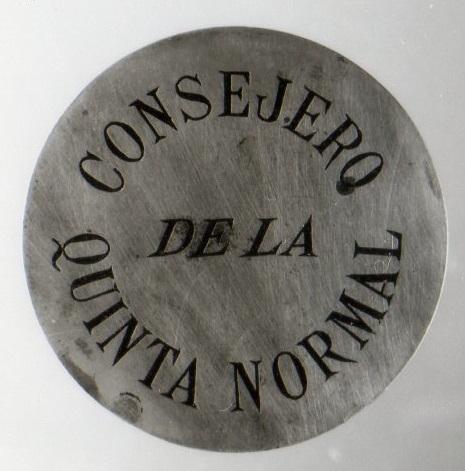 CONSEJERO
DE LA
QUINTA NORMAL